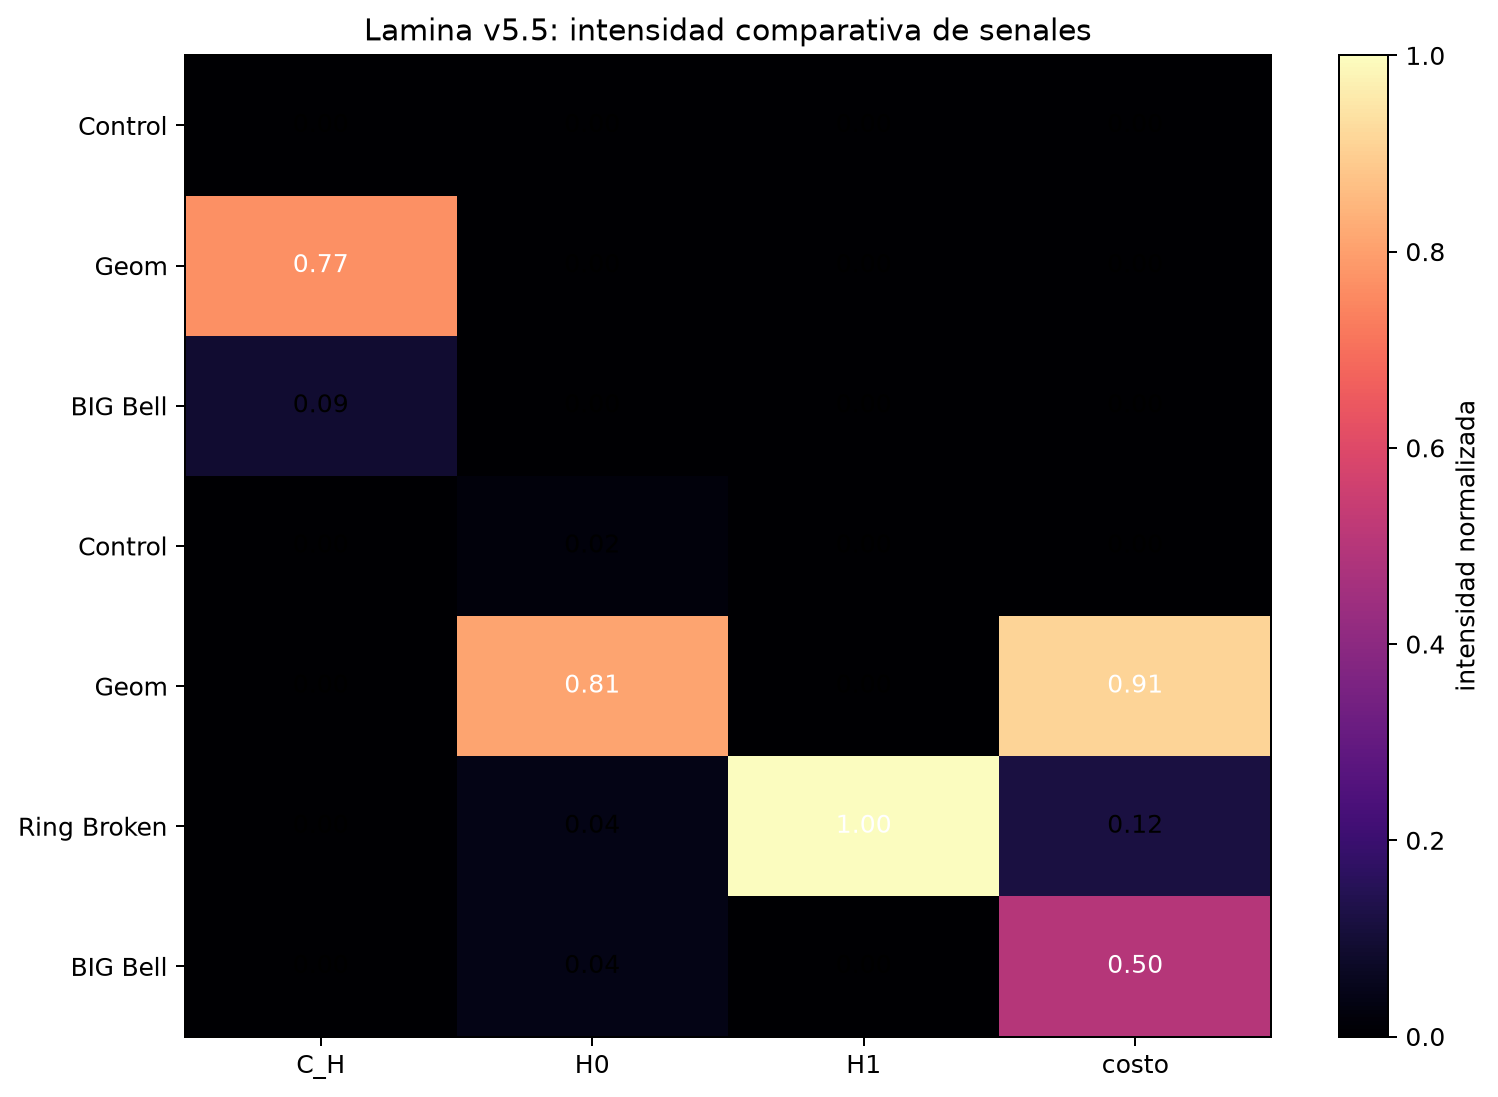 Lamina v5.5: intensidad comparativa de senales
1.0
Control
0.8
Geom
0.77
BIG Bell
0.09
0.6
Control
0.02
intensidad normalizada
0.4
Geom
0.81
0.91
Ring Broken
0.04
1.00
0.12
0.2
BIG Bell
0.04
0.50
0.0
C_H
H0
H1
costo